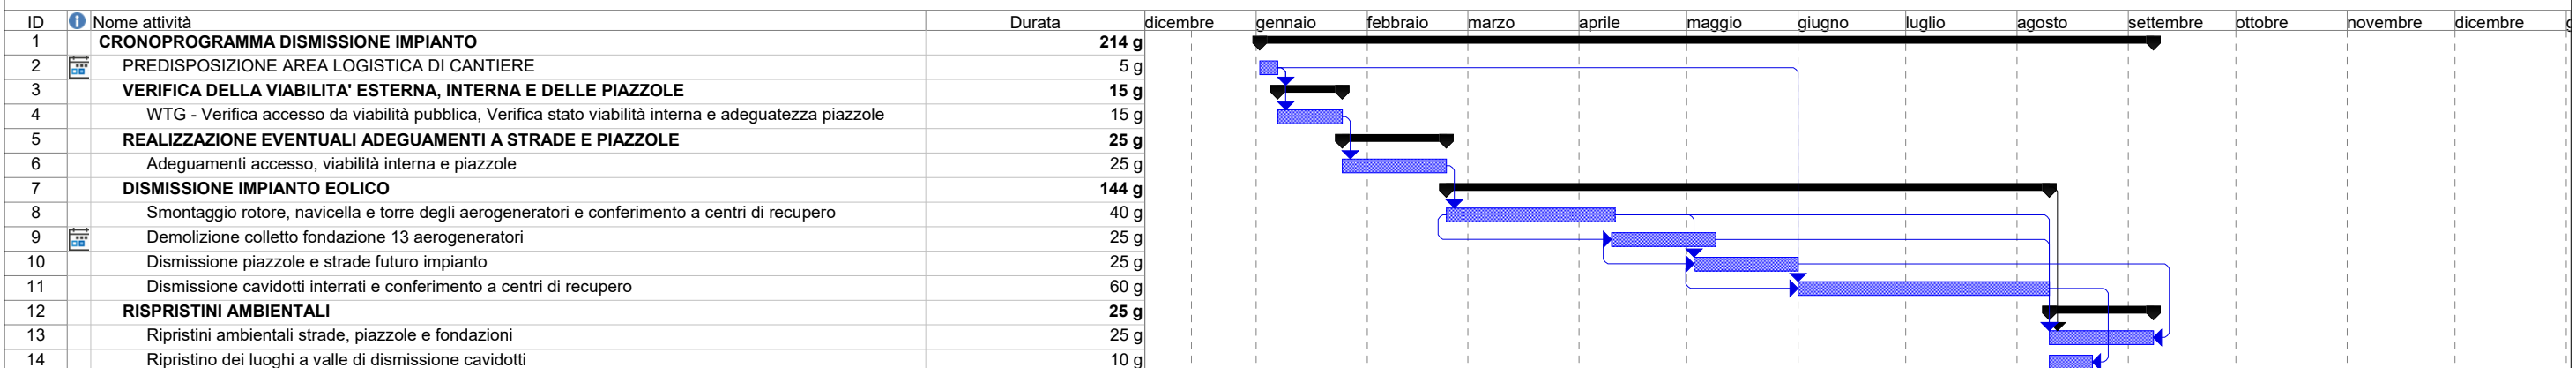 ID Nome attività Durata dicembre gennaio febbraio marzo aprile maggio giugno luglio agosto settembre ottobre novembre dicembre
1 CRONOPROGRAMMA DISMISSIONE IMPIANTO 214 g
2 PREDISPOSIZIONE AREA LOGISTICA DI CANTIERE 5 g
3 VERIFICA DELLA VIABILITA' ESTERNA, INTERNA E DELLE PIAZZOLE 15 g
4 WTG - Verifica accesso da viabilità pubblica, Verifica stato viabilità interna e adeguatezza piazzole 15 g
5 REALIZZAZIONE EVENTUALI ADEGUAMENTI A STRADE E PIAZZOLE 25 g
6 Adeguamenti accesso, viabilità interna e piazzole 25 g
7 DISMISSIONE IMPIANTO EOLICO 144 g
8 Smontaggio rotore, navicella e torre degli aerogeneratori e conferimento a centri di recupero 40 g
9 Demolizione colletto fondazione 13 aerogeneratori 25 g
10 Dismissione piazzole e strade futuro impianto 25 g
11 Dismissione cavidotti interrati e conferimento a centri di recupero 60 g
12 RISPRISTINI AMBIENTALI 25 g
13 Ripristini ambientali strade, piazzole e fondazioni 25 g
14 Ripristino dei luoghi a valle di dismissione cavidotti 10 g